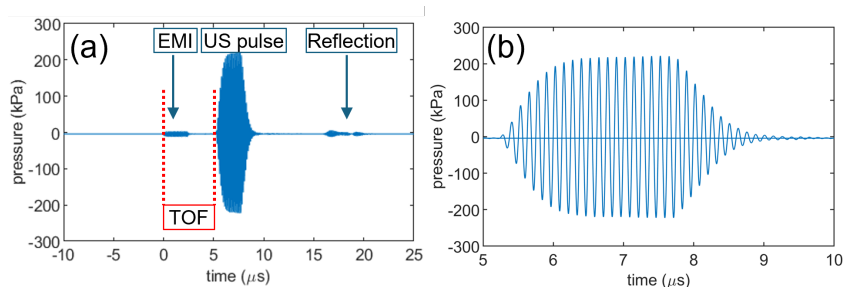 (a)
EMI US pulse Reflection
TOF
pressure (kPa)
300
200
100
0
-100
-200
-300
-10 -5 0 5 10 15 20 25
time (μs)
(b)
pressure (kPa)
300
200
100
0
-100
-200
-300
5 6 7 8 9 10
time (μs)